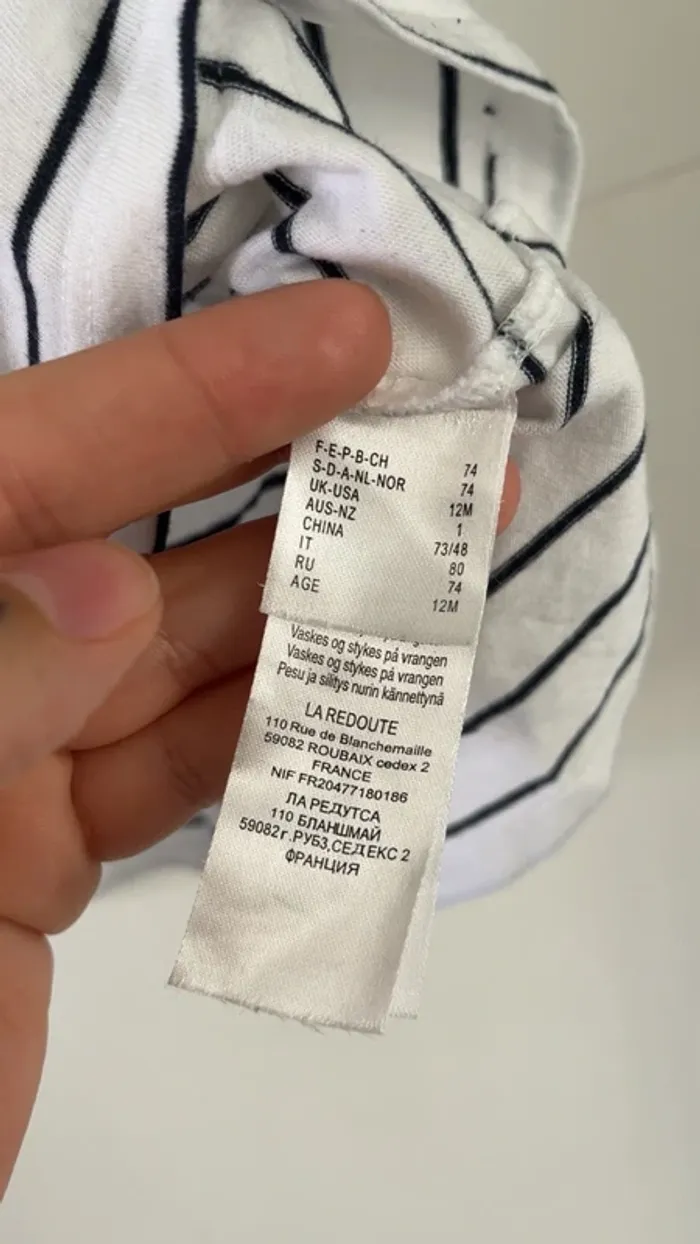 F-E-P-B-CH 74
S-D-A-NL-NOR 74
UK-USA 12M
AUS-NZ 1
CHINA 73/48
IT 80
RU 74
AGE 12M
Vaskes og stykes på vrangen
Vaskes og stykes på vrangen
Pesu ja silitys nurin kännettynä
LA REDOUTE
110 Rue de Blanchemaille
59082 ROUBAIX cedex 2
FRANCE
NIF FR20477180186
ЛА РЕДУТСА
110 БЛАНШМАЙ
59082г.РУБЗ,СЕДЕКС 2
ФРАНЦИЯ